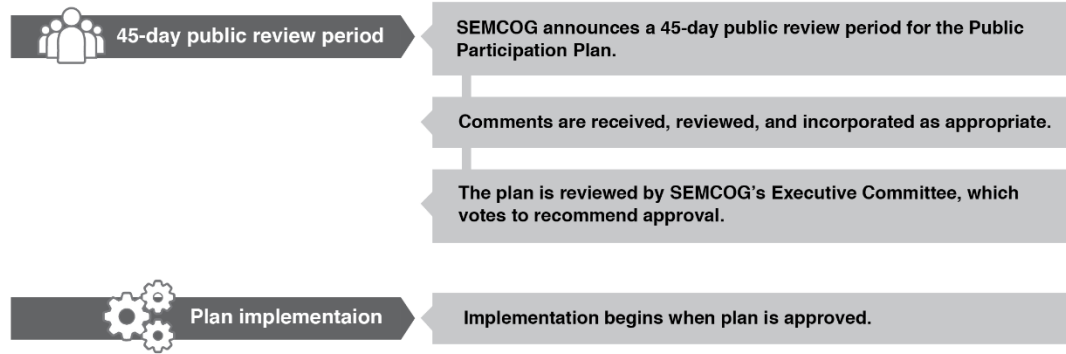 45-day public review period
SEMCOG announces a 45-day public review period for the Public
Participation Plan.
Comments are received, reviewed, and incorporated as appropriate.
The plan is reviewed by SEMCOG's Executive Committee, which
votes to recommend approval.
Plan implementaion
Implementation begins when plan is approved.